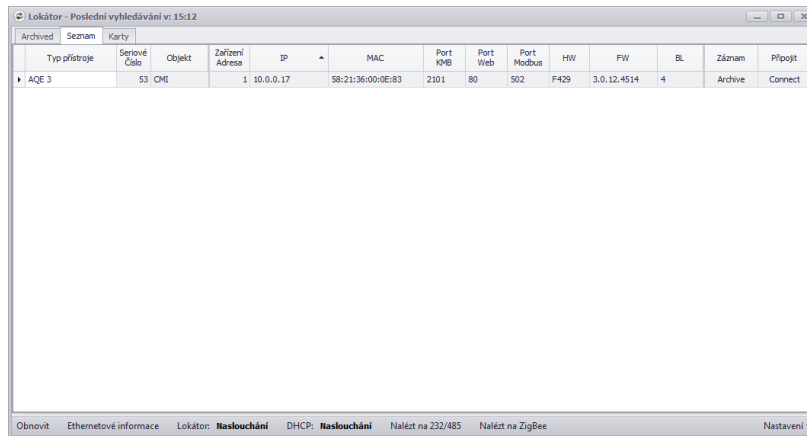 Lokátor - Poslední vyhledávání v: 15:12
Archived Seznam Karty
Typ přístroje Seriové Číslo Objekt Zařízení Adresa IP MAC Port KMB Port Web Port Modbus HW FW BL Záznam Připojit
AQE 3 53 CMI 1 10.0.0.17 58:21:36:00:0E:83 2101 80 502 F429 3.0.12.4514 4 Archive Connect
Obnovit Ethernetové informace Lokátor: Naslouchání DHCP: Naslouchání Nalézt na 232/485 Nalézt na ZigBee Nastavení